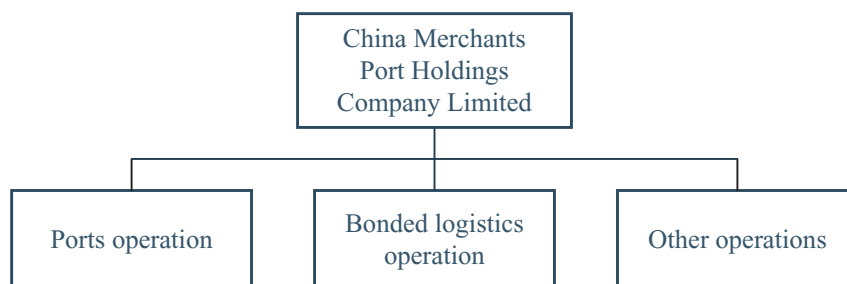 China Merchants
Port Holdings
Company Limited
Ports operation
Bonded logistics
operation
Other operations